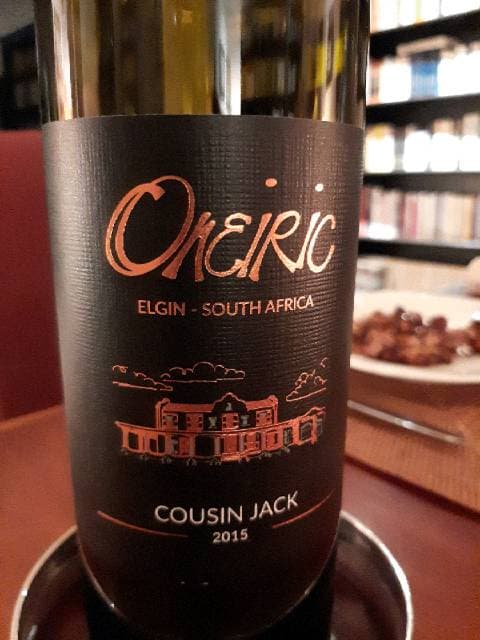 Oneiric
ELGIN - SOUTH AFRICA
COUSIN JACK
2015